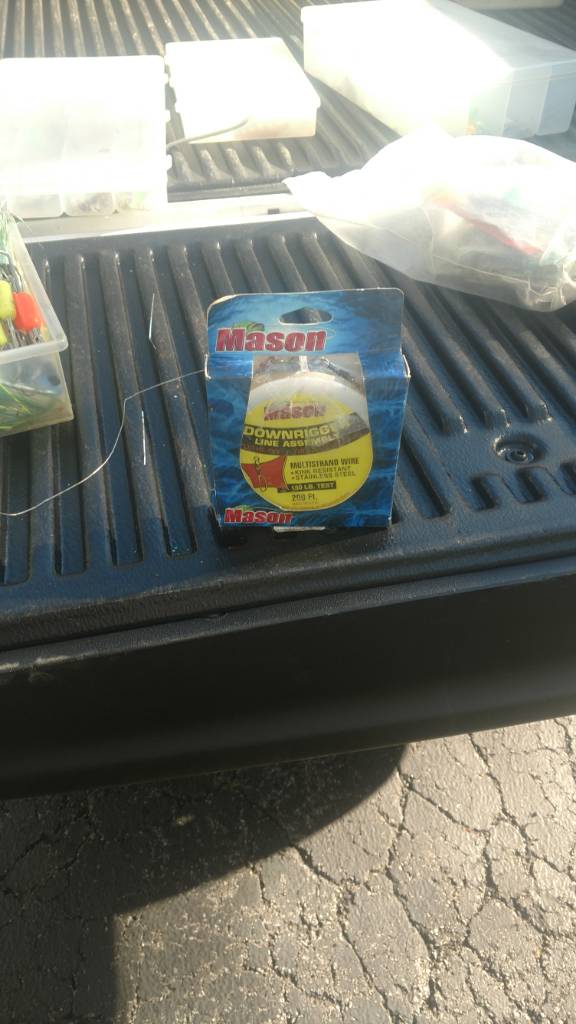 Mason
Mason
DOWNRIGGER
LINE ASSEMBLY
MULTISTRAND WIRE
• KINK RESISTANT
• STAINLESS STEEL
150 LB. TEST
200 FT.
Mason